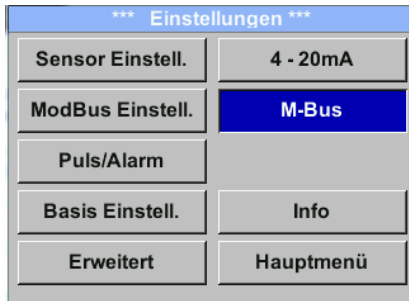 *** Einstellungen ***
Sensor Einstell. 4 - 20mA
ModBus Einstell. M-Bus
Puls/Alarm
Basis Einstell. Info
Erweitert Hauptmenü